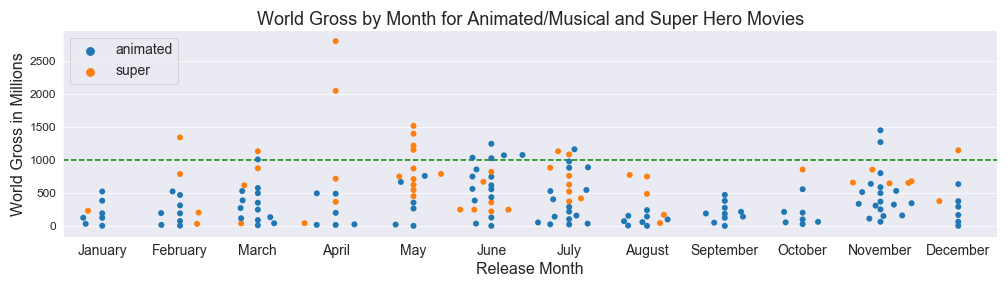 World Gross by Month for Animated/Musical and Super Hero Movies
animated
super
World Gross in Millions
2500
2000
1500
1000
500
0
January February March April May June July August September October November December
Release Month